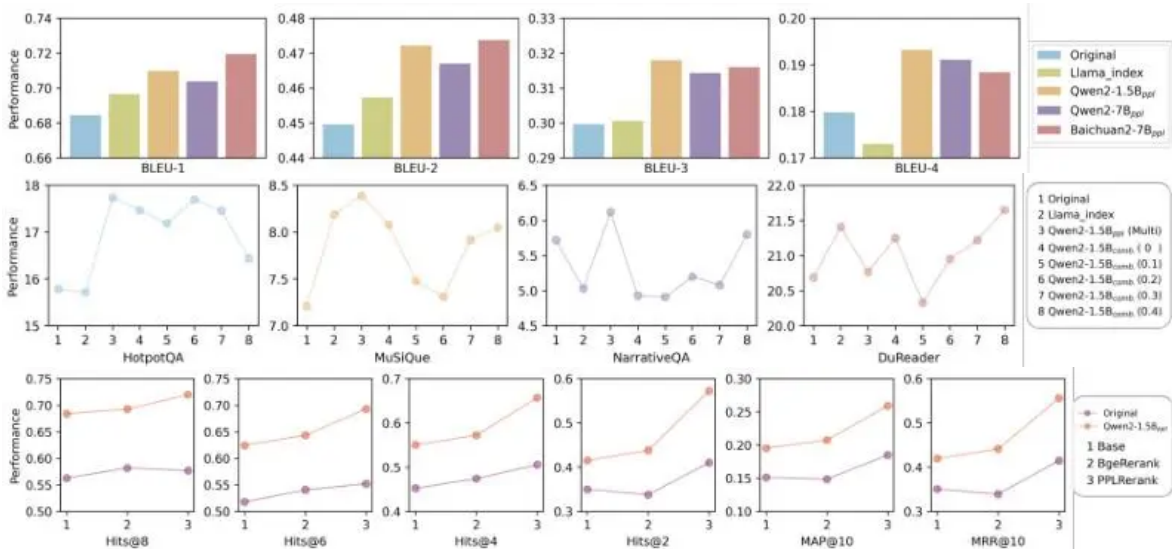 Performance
0.74
0.72
0.70
0.68
0.66
BLEU-1
0.48
0.47
0.46
0.45
0.44
BLEU-2
0.33
0.32
0.31
0.30
0.29
BLEU-3
0.20
0.19
0.18
0.17
BLEU-4
Original
Llama_index
Qwen2-1.5Bppl
Qwen2-7Bppl
Baichuan2-7Bppl
Performance
18
17
16
15
1 2 3 4 5 6 7 8
HotpotQA
8.5
8.0
7.5
7.0
1 2 3 4 5 6 7 8
MuSiQue
6.5
6.0
5.5
5.0
4.5
1 2 3 4 5 6 7 8
NarrativeQA
22.0
21.5
21.0
20.5
20.0
1 2 3 4 5 6 7 8
DuReader
1 Original
2 Llama_index
3 Qwen2-1.5Bppl (Multi)
4 Qwen2-1.5Bcomb. ( 0 )
5 Qwen2-1.5Bcomb. (0.1)
6 Qwen2-1.5Bcomb. (0.2)
7 Qwen2-1.5Bcomb. (0.3)
8 Qwen2-1.5Bcomb. (0.4)
Performance
0.75
0.70
0.65
0.60
0.55
0.50
1 2 3
Hits@8
0.75
0.70
0.65
0.60
0.55
0.50
1 2 3
Hits@6
0.7
0.6
0.5
0.4
1 2 3
Hits@4
0.6
0.5
0.4
0.3
1 2 3
Hits@2
0.30
0.25
0.20
0.15
0.10
1 2 3
MAP@10
0.6
0.5
0.4
0.3
1 2 3
MRR@10
Original
Qwen2-1.5Bppl
1 Base
2 BgeRerank
3 PPLRerank